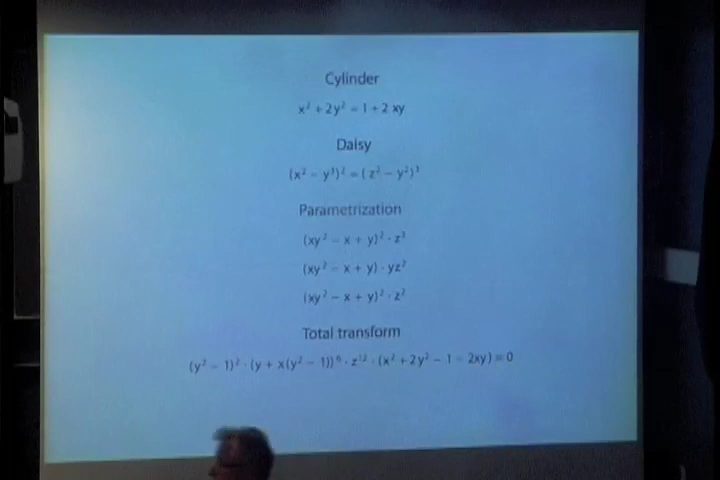 Cylinder
x² + 2y² = 1 + 2 xy
Daisy
(x² – y³)² = ( z² – y²)³
Parametrization
(xy² – x + y)² · z³
(xy² – x + y) · yz²
(xy² – x + y)² · z²
Total transform
(y² – 1)² · (y + x(y² – 1))⁶ · z¹² · (x² + 2y² – 1 – 2xy) = 0